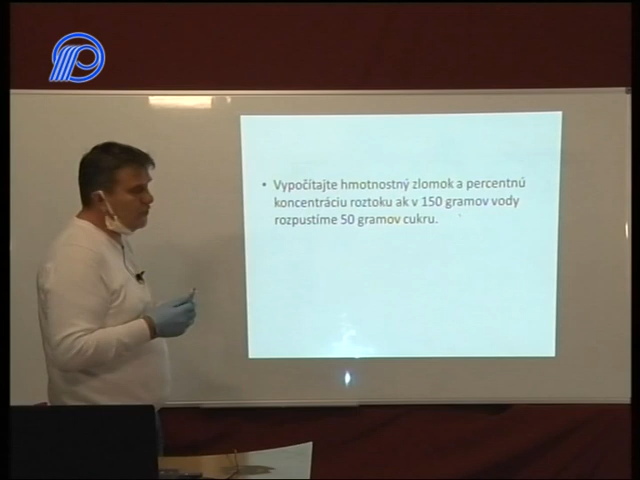 • Vypočítajte hmotnostný zlomok a percentnú
koncentráciu roztoku ak v 150 gramov vody
rozpustíme 50 gramov cukru.